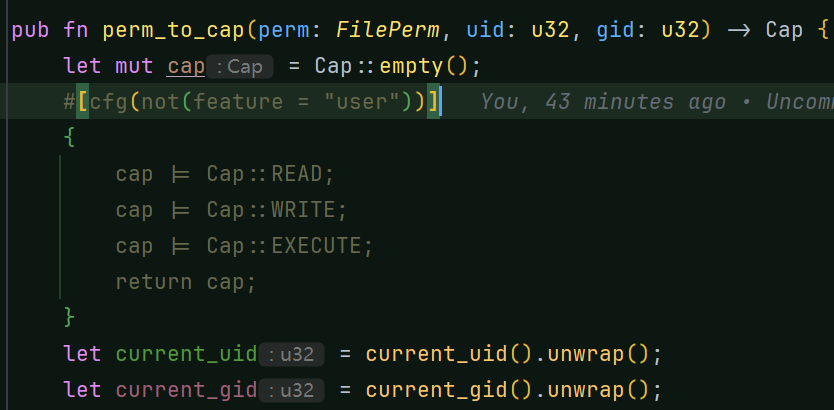 pub fn perm_to_cap(perm: FilePerm, uid: u32, gid: u32) -> Cap {
let mut cap: Cap = Cap::empty();
#[cfg(not(feature = "user"))] You, 43 minutes ago • Uncom
{
cap |= Cap::READ;
cap |= Cap::WRITE;
cap |= Cap::EXECUTE;
return cap;
}
let current_uid: u32 = current_uid().unwrap();
let current_gid: u32 = current_gid().unwrap();